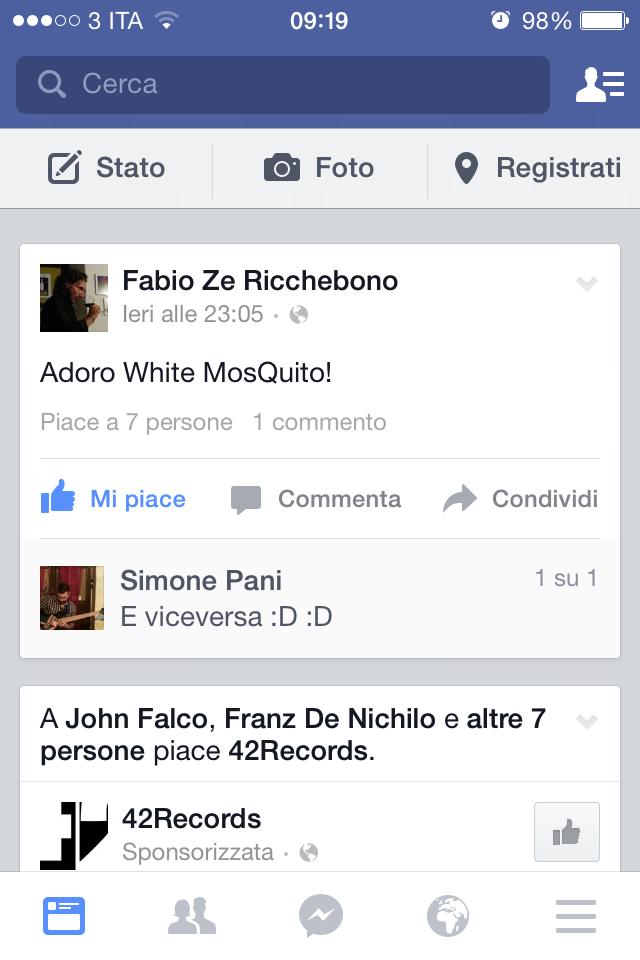 3 ITA 09:19 98%
Cerca
Stato Foto Registrati
Fabio Ze Ricchebono
Ieri alle 23:05 ·
Adoro White MosQuito!
Piace a 7 persone 1 commento
Mi piace Commenta Condividi
Simone Pani 1 su 1
E viceversa :D :D
A John Falco, Franz De Nichilo e altre 7
persone piace 42Records.
42Records
Sponsorizzata ·